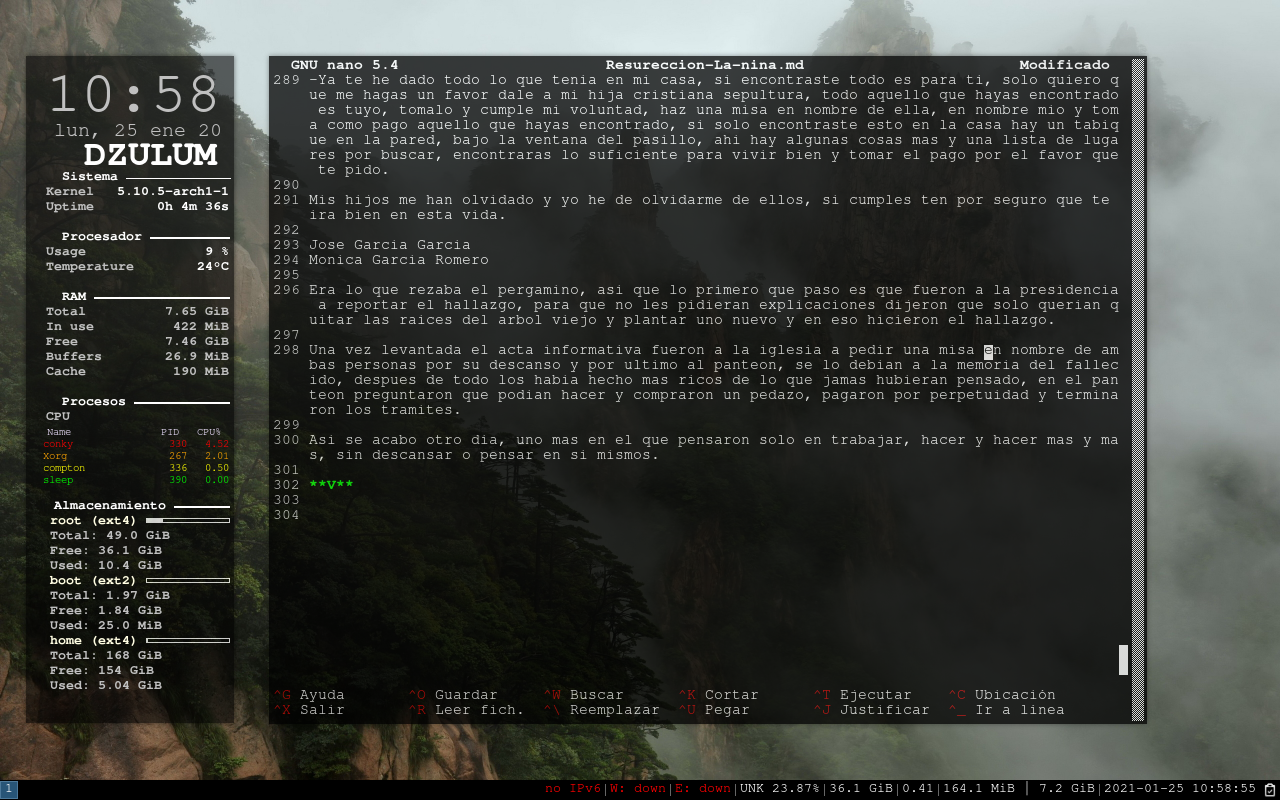 10:58
lun, 25 ene 20
DZULUM
Sistema
Kernel 5.10.5-arch1-1
Uptime 0h 4m 36s
Procesador
Usage 9 %
Temperature 24ºC
RAM
Total 7.65 GiB
In use 422 MiB
Free 7.46 GiB
Buffers 26.9 MiB
Cache 190 MiB
Procesos
CPU
Name PID CPU%
conky 330 4.52
Xorg 267 2.01
compton 336 0.50
sleep 390 0.00
Almacenamiento
root (ext4)
Total: 49.0 GiB
Free: 36.1 GiB
Used: 10.4 GiB
boot (ext2)
Total: 1.97 GiB
Free: 1.84 GiB
Used: 25.0 MiB
home (ext4)
Total: 168 GiB
Free: 154 GiB
Used: 5.04 GiB
GNU nano 5.4 Resureccion-La-nina.md Modificado
289 -Ya te he dado todo lo que tenia en mi casa, si encontraste todo es para ti, solo quiero q
ue me hagas un favor dale a mi hija cristiana sepultura, todo aquello que hayas encontrado
es tuyo, tomalo y cumple mi voluntad, haz una misa en nombre de ella, en nombre mio y tom
a como pago aquello que hayas encontrado, si solo encontraste esto en la casa hay un tabiq
ue en la pared, bajo la ventana del pasillo, ahi hay algunas cosas mas y una lista de luga
res por buscar, encontraras lo suficiente para vivir bien y tomar el pago por el favor que
te pido.
290
291 Mis hijos me han olvidado y yo he de olvidarme de ellos, si cumples ten por seguro que te
ira bien en esta vida.
292
293 Jose Garcia Garcia
294 Monica Garcia Romero
295
296 Era lo que rezaba el pergamino, asi que lo primero que paso es que fueron a la presidencia
a reportar el hallazgo, para que no les pidieran explicaciones dijeron que solo querian q
uitar las raices del arbol viejo y plantar uno nuevo y en eso hicieron el hallazgo.
297
298 Una vez levantada el acta informativa fueron a la iglesia a pedir una misa en nombre de am
bas personas por su descanso y por ultimo al panteon, se lo debian a la memoria del fallec
ido, despues de todo los habia hecho mas ricos de lo que jamas hubieran pensado, en el pan
teon preguntaron que podian hacer y compraron un pedazo, pagaron por perpetuidad y termina
ron los tramites.
299
300 Asi se acabo otro dia, uno mas en el que pensaron solo en trabajar, hacer y hacer mas y ma
s, sin descansar o pensar en si mismos.
301
302 **V**
303
304
^G Ayuda ^O Guardar ^W Buscar ^K Cortar ^T Ejecutar ^C Ubicación
^X Salir ^R Leer fich. ^\ Reemplazar ^U Pegar ^J Justificar ^_ Ir a línea
1 no IPv6|W: down|E: down|UNK 23.87%|36.1 GiB|0.41|164.1 MiB | 7.2 GiB|2021-01-25 10:58:55